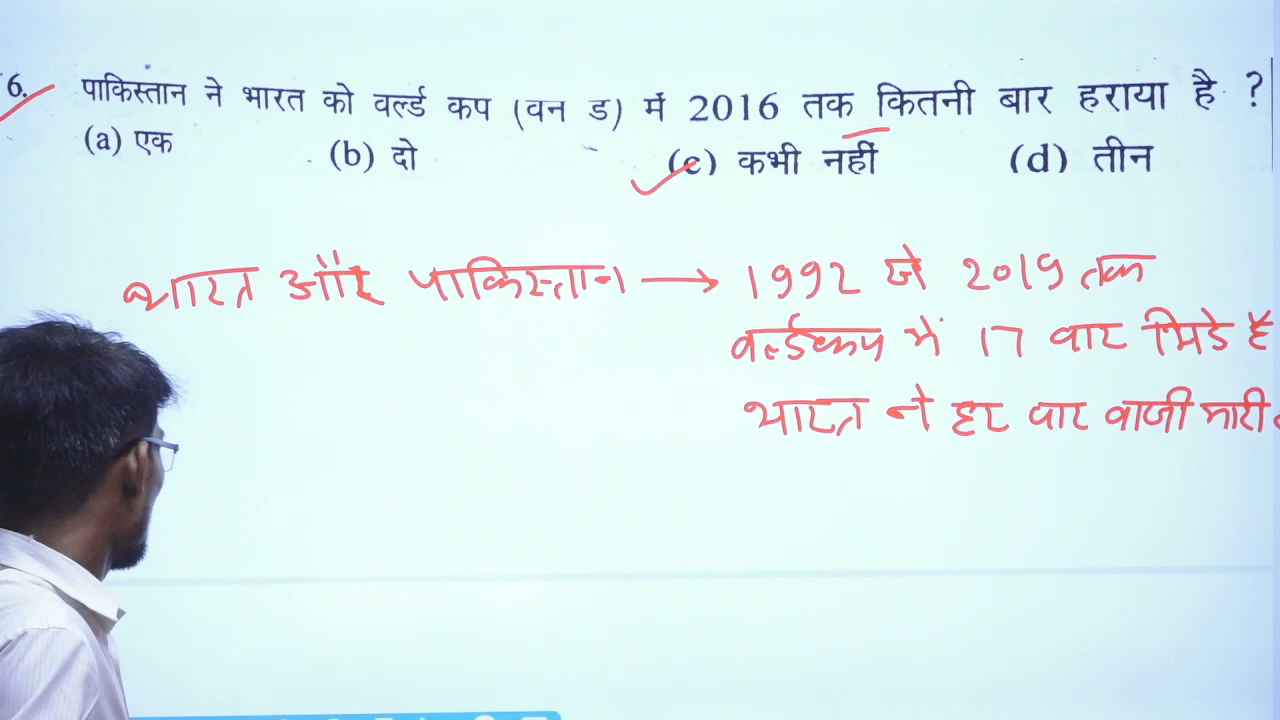 6. पाकिस्तान ने भारत को वर्ल्ड कप (वन ड) में 2016 तक कितनी बार हराया है ?
(a) एक (b) दो (c) कभी नहीं (d) तीन
भारत और पाकिस्तान → 1992 से 2019 तक
वर्ल्डकप में 17 बार भिडे हैं
भारत ने हर बार बाजी मारी